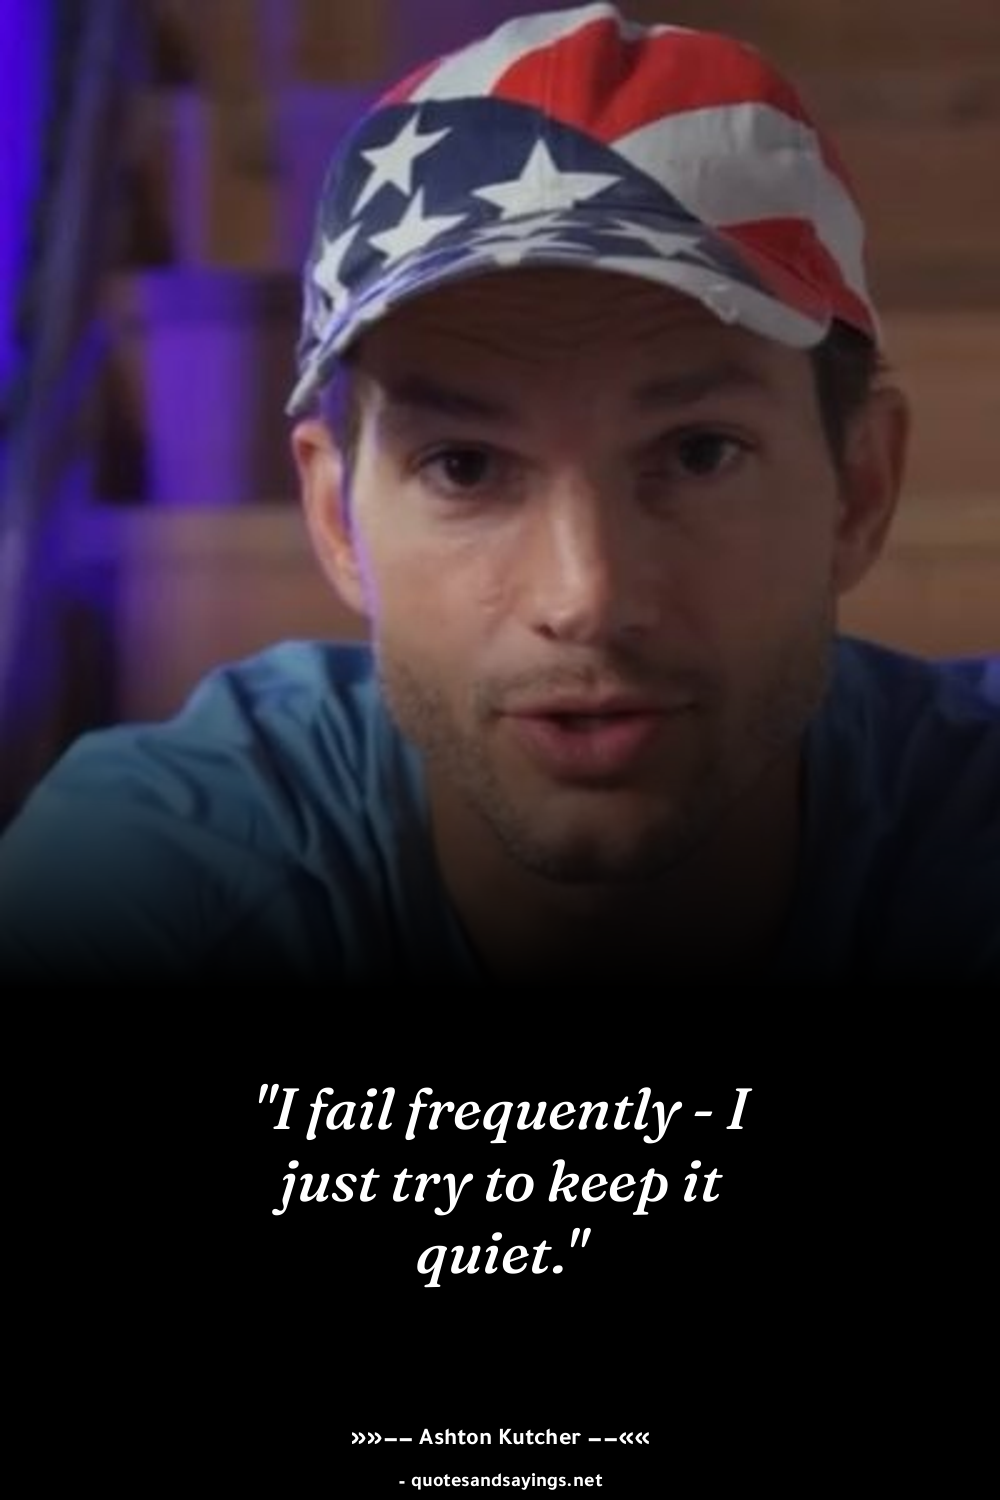 "I fail frequently - I
just try to keep it
quiet."
»»–– Ashton Kutcher ––««
- quotesandsayings.net